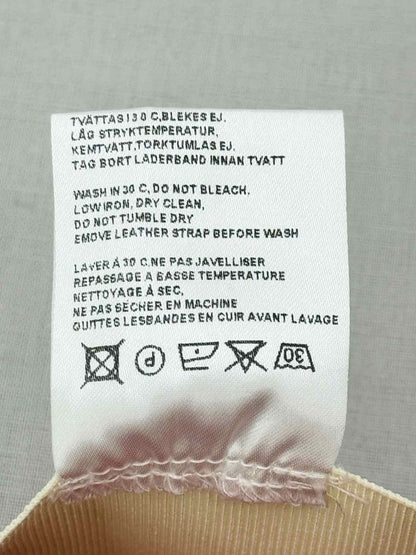 TVÄTTAS I 30 C,BLEKES EJ.
LÅG STRYKTEMPERATUR,
KEMTVÄTT,TORKTUMLAS EJ.
TAG BORT LÄDERBAND INNAN TVÄTT
WASH IN 30 C, DO NOT BLEACH.
LOW IRON, DRY CLEAN,
DO NOT TUMBLE DRY
EMOVE LEATHER STRAP BEFORE WASH
LAVER Á 30 C.NE PAS JAVELLISER
REPASSAGE A BASSE TEMPERATURE
NETTOYAGE Á SEC,
NE PAS SÉCHER EN MACHINE
QUITTES LESBANDES EN CUIR AVANT LAVAGE
P 30